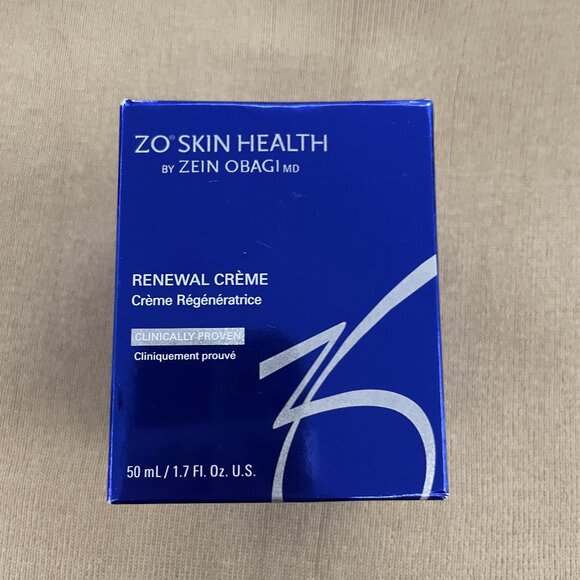 ZO® SKIN HEALTH
BY ZEIN OBAGI MD
RENEWAL CRÈME
Crème Régénératrice
CLINICALLY PROVEN
Cliniquement prouvé
50 mL / 1.7 Fl. Oz. U.S.